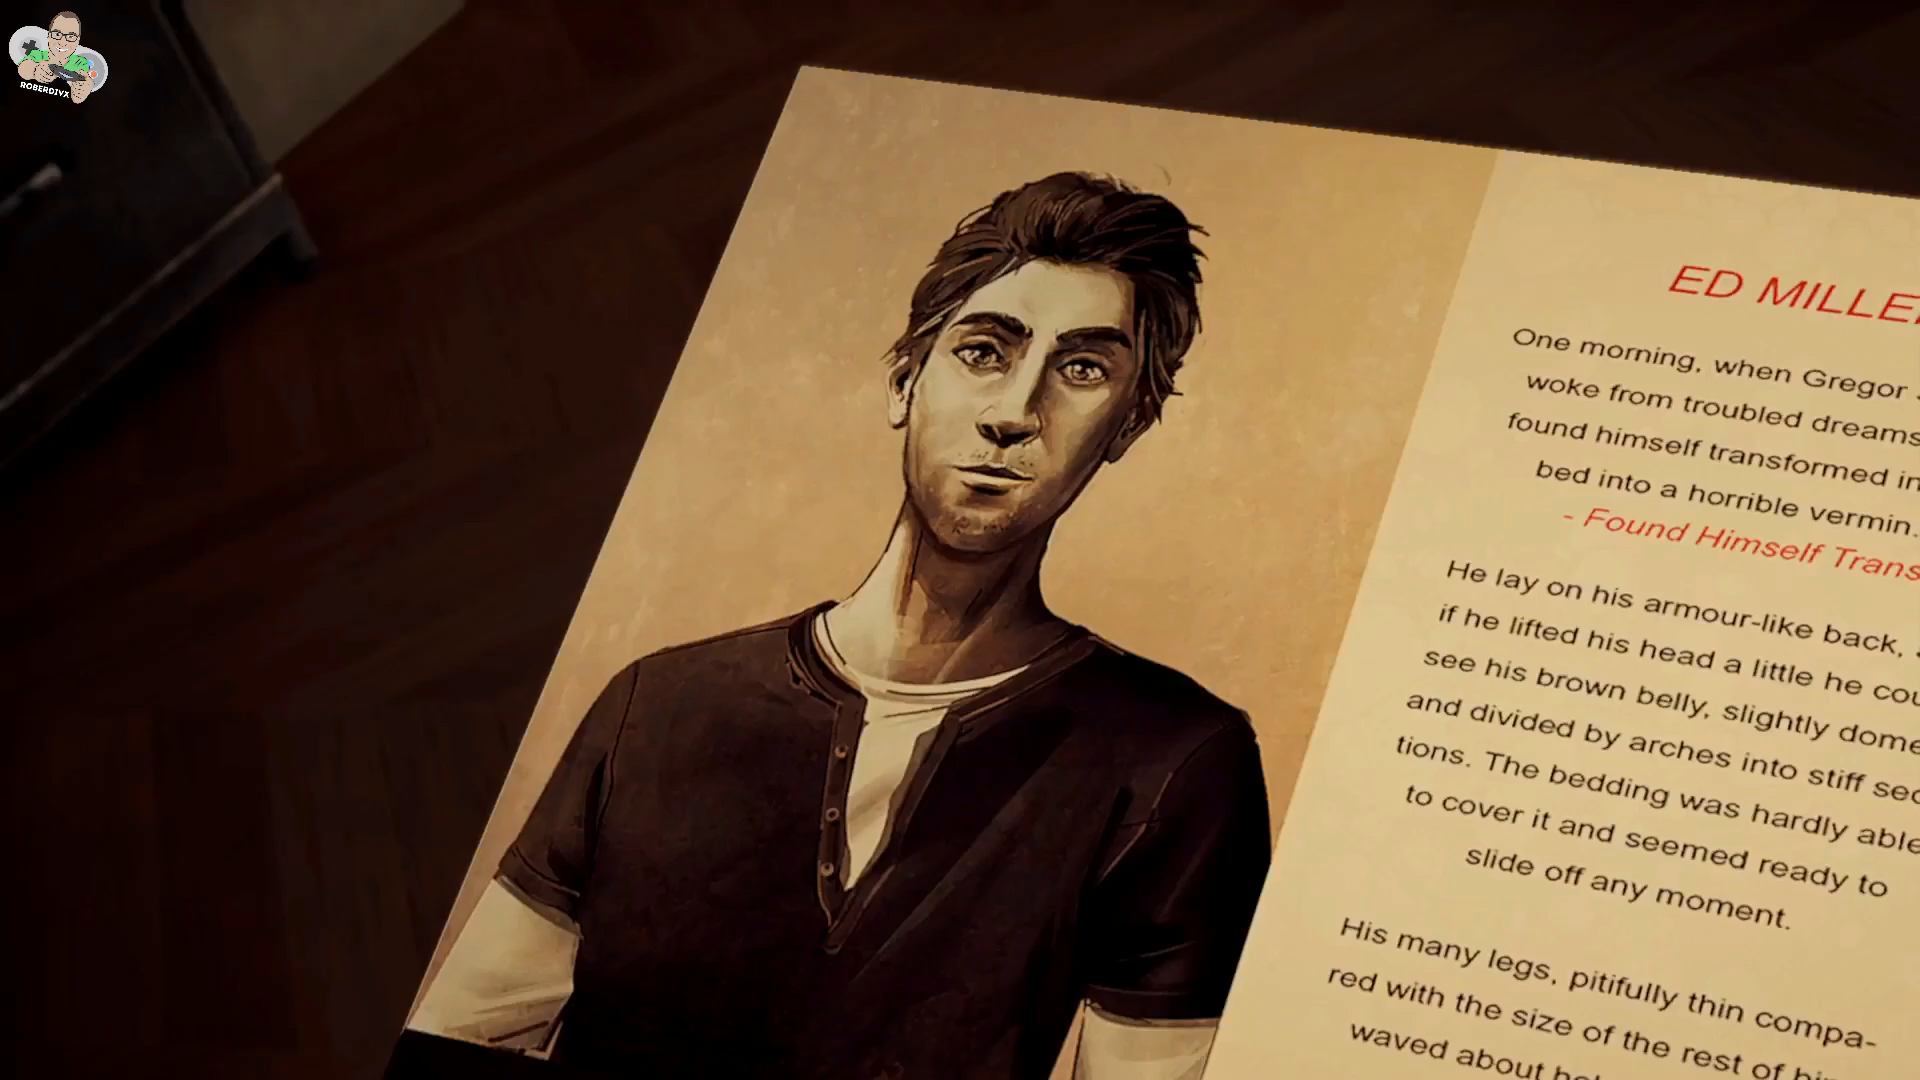 ROBERDIVX
ED MILLER
One morning, when Gregor
woke from troubled dreams
found himself transformed in
bed into a horrible vermin.
- Found Himself Trans
He lay on his armour-like back,
if he lifted his head a little he cou
see his brown belly, slightly dome
and divided by arches into stiff sec
tions. The bedding was hardly able
to cover it and seemed ready to
slide off any moment.
His many legs, pitifully thin compa-
red with the size of the rest of
waved about